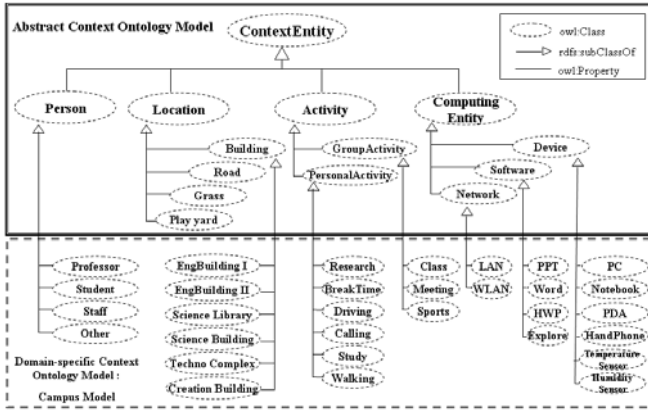 Abstract Context Ontology Model
ContextEntity
owl:Class
rdfs:subClassOf
owl:Property
Person
Location
Activity
Computing
Entity
Building
Road
Grass
Play yard
GroupActivity
PersonalActivity
Device
Software
Network
Professor
Student
Staff
Other
EngBuilding I
EngBuilding II
Science Library
Science Building
Techno Complex
Creation Building
Research
BreakTime
Driving
Calling
Study
Walking
Class
Meeting
Sports
LAN
WLAN
PPT
Word
HWP
Explore
PC
Notebook
PDA
HandPhone
Temperature
Sensor
Humidity
Sensor
Domain-specific Context
Ontology Model :
Campus Model